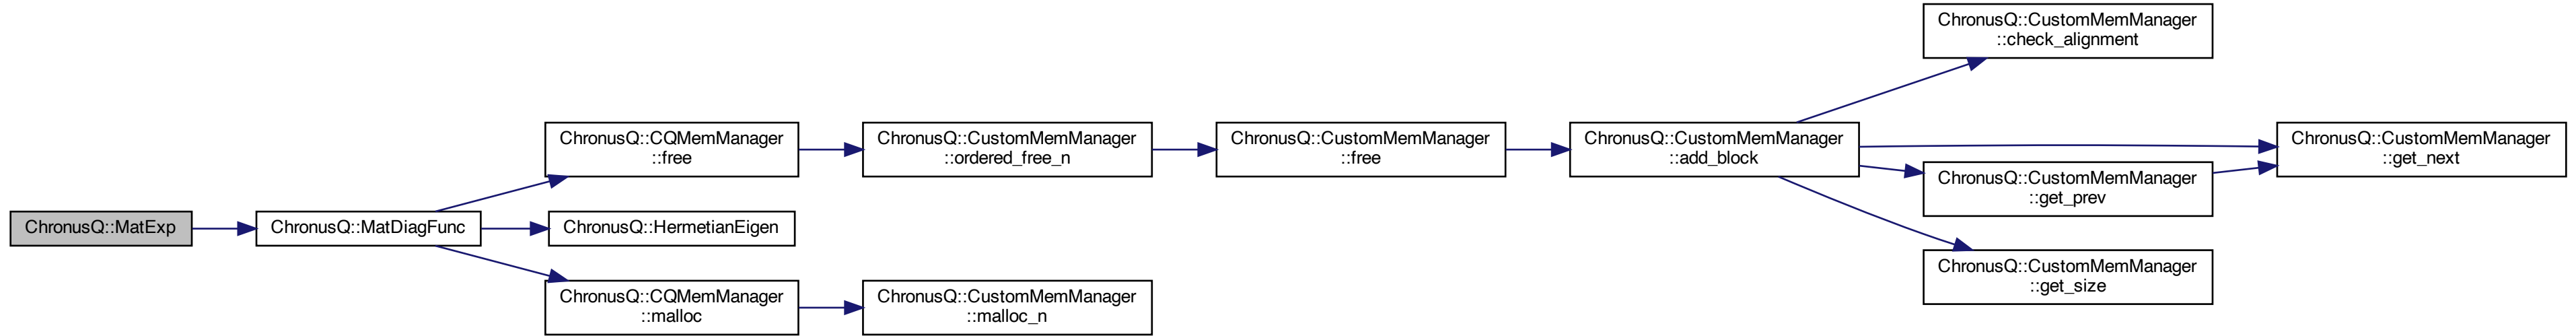 ChronusQ::MatExp
ChronusQ::MatDiagFunc
ChronusQ::CQMemManager
::free
ChronusQ::HermetianEigen
ChronusQ::CQMemManager
::malloc
ChronusQ::CustomMemManager
::ordered_free_n
ChronusQ::CustomMemManager
::malloc_n
ChronusQ::CustomMemManager
::free
ChronusQ::CustomMemManager
::add_block
ChronusQ::CustomMemManager
::check_alignment
ChronusQ::CustomMemManager
::get_prev
ChronusQ::CustomMemManager
::get_size
ChronusQ::CustomMemManager
::get_next